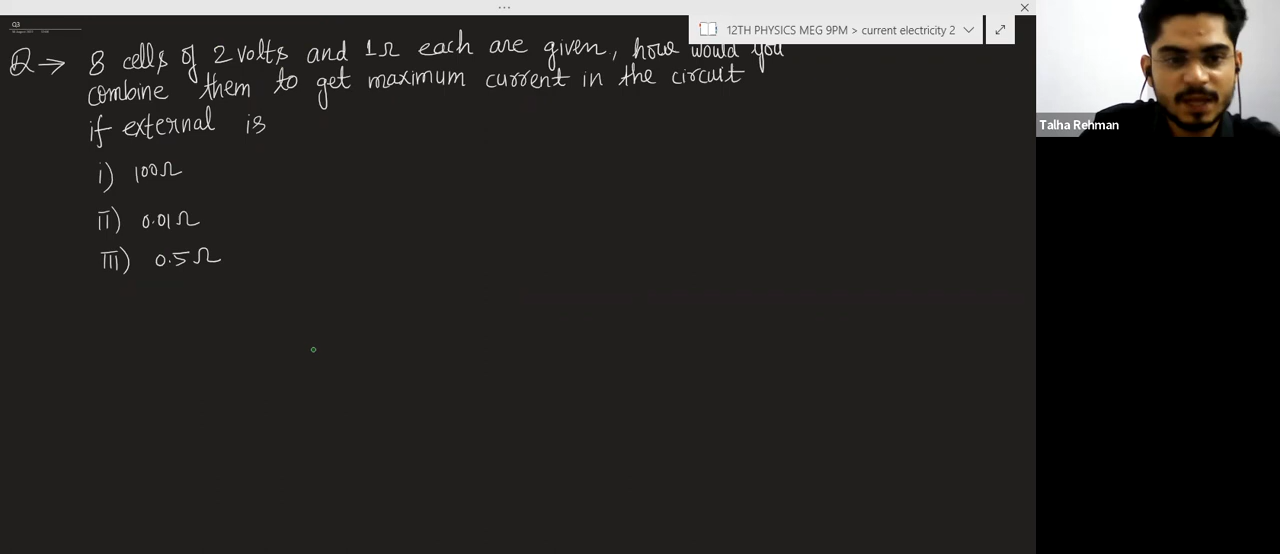 Q3
12TH PHYSICS MEG 9PM > current electricity 2
Q → 8 cells of 2 volts and 1Ω each are given, how would you
combine them to get maximum current in the circuit
if external is
i) 100Ω
II) 0.01Ω
III) 0.5Ω
Talha Rehman